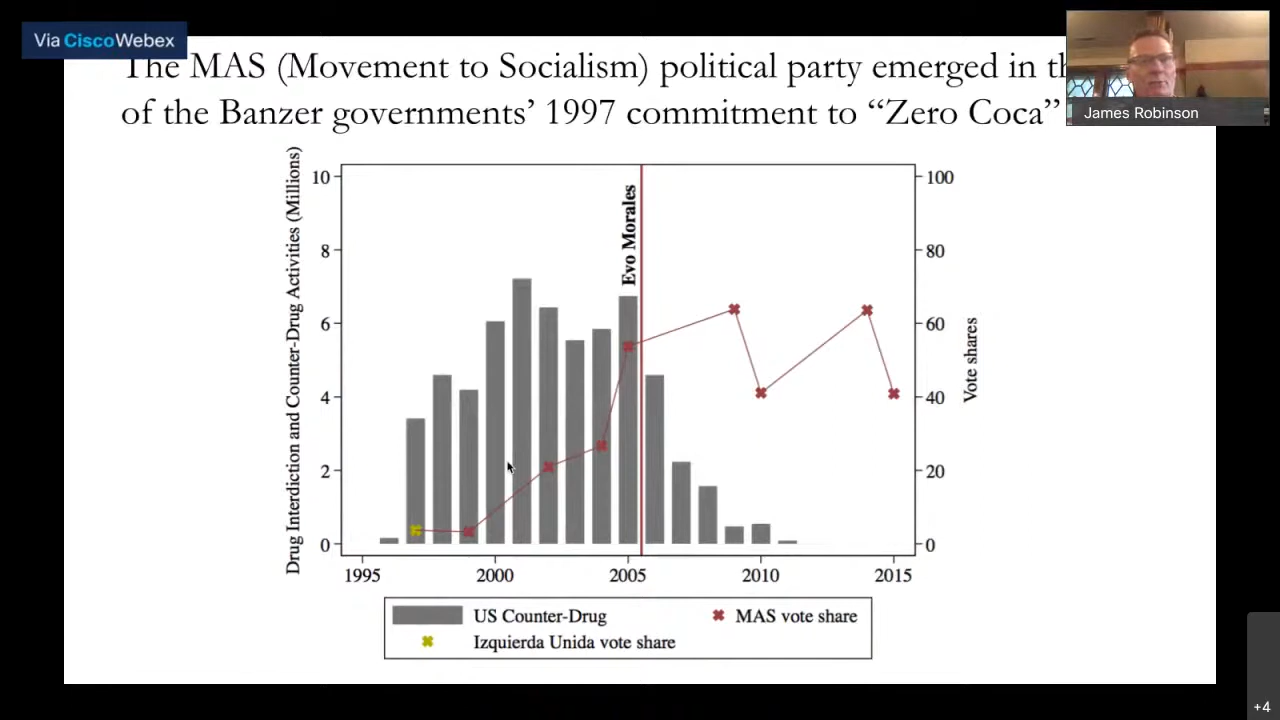 Via CiscoWebex
The MAS (Movement to Socialism) political party emerged in
of the Banzer governments' 1997 commitment to "Zero Coca"
James Robinson
Drug Interdiction and Counter-Drug Activities (Millions)
10
8
6
4
2
0
Evo Morales
100
80
60
40
20
0
Vote shares
1995
2000
2005
2010
2015
US Counter-Drug
MAS vote share
Izquierda Unida vote share
+4